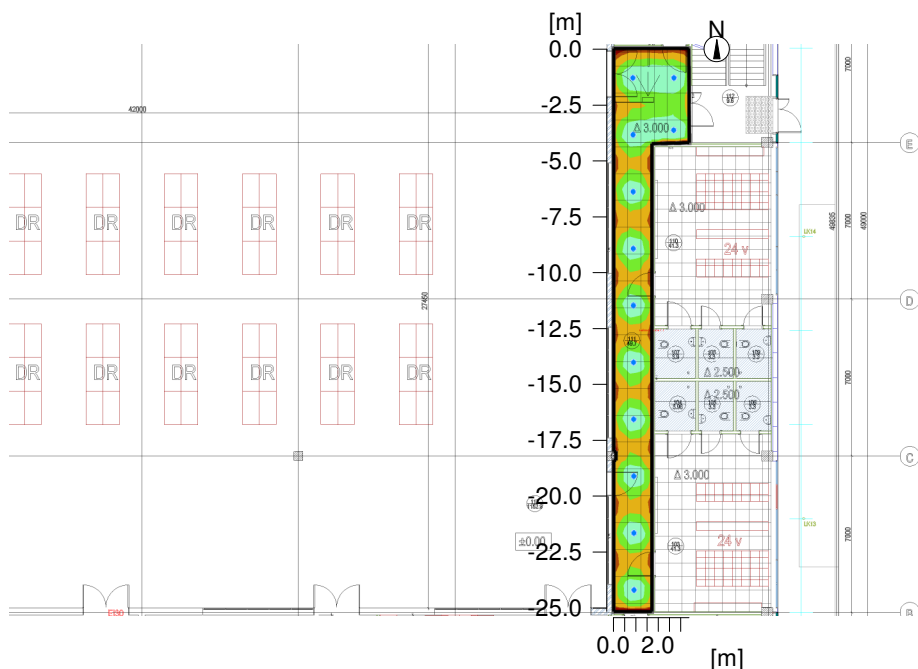 [m]
N
0.0
7000
-2.5
42000
Δ 3.000
E
-5.0
Δ 3.000
DR DR DR DR DR DR
-7.5
49835
7000
49000
LK14
24 v
-10.0
27450
D
-12.5
Δ 2.500
DR DR DR DR DR DR
-15.0
Δ 2.500
7000
-17.5
C
Δ 3.000
-20.0
LK13
±0.00
24 v
7000
-22.5
-25.0
B
0.0 2.0
[m]